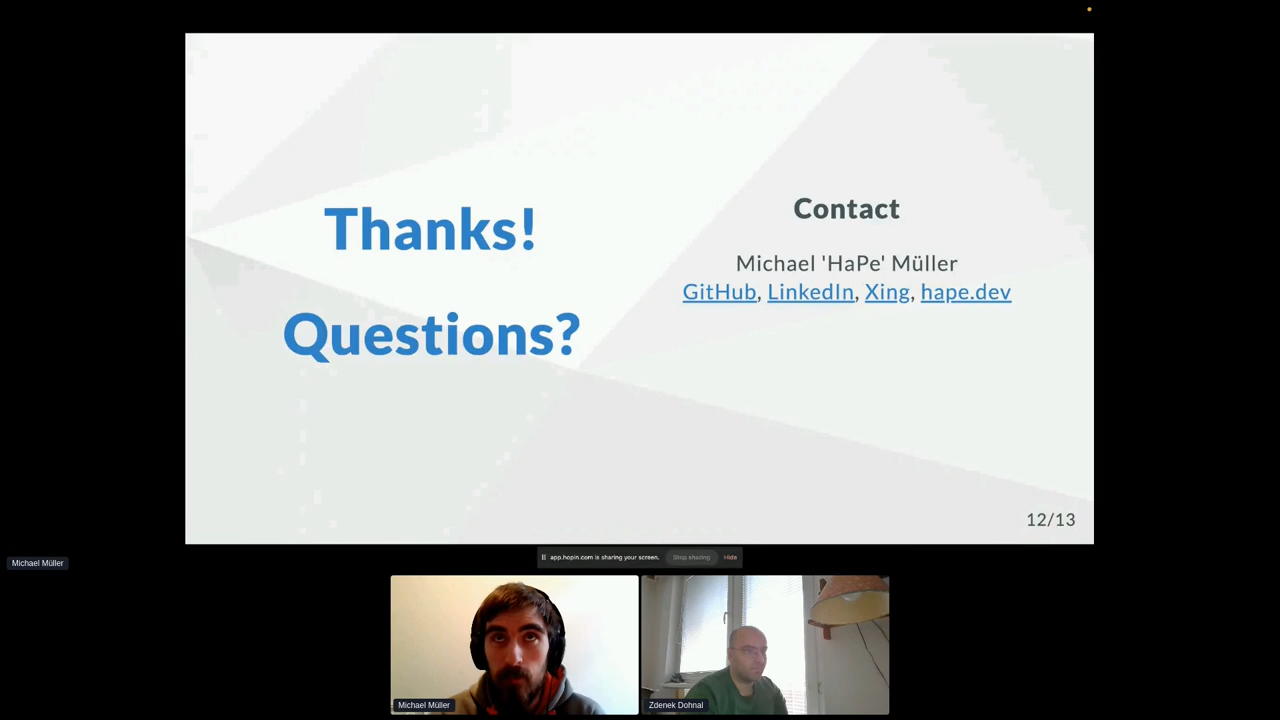 Thanks!
Questions?
Contact
Michael 'HaPe' Müller
GitHub, LinkedIn, Xing, hape.dev
12/13
app.hopin.com is sharing your screen. Stop sharing Hide
Michael Müller
Michael Müller
Zdenek Dohnal